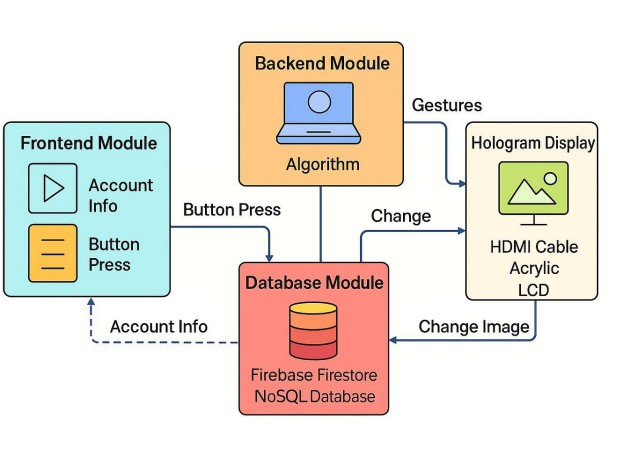 Backend Module
Algorithm
Gestures
Frontend Module
Account
Info
Button
Press
Button Press
Change
Hologram Display
HDMI Cable
Acrylic
LCD
Database Module
Firebase Firestore
NoSQL Database
Account Info
Change Image